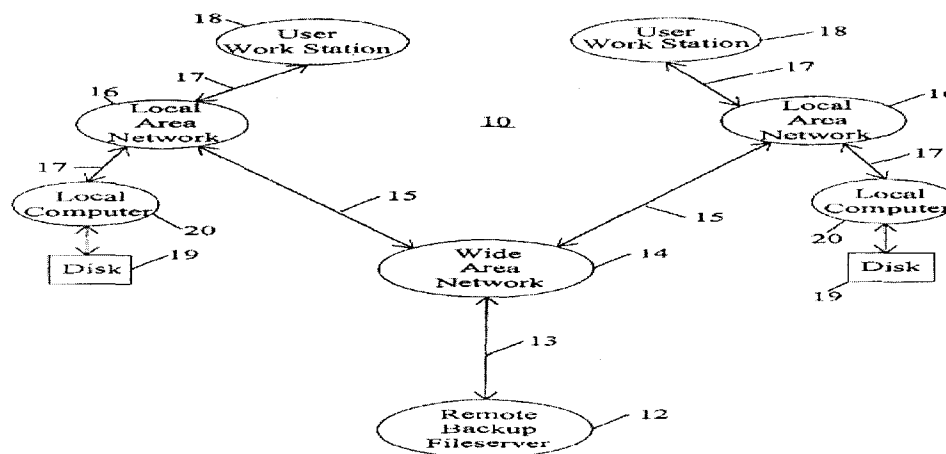 18
User
Work Station
User
Work Station
18
17
17
16
Local
Area
Network
10
Local
Area
Network
17
17
Local
Computer
20
15
15
Local
Computer
20
Disk
19
Wide
Area
Network
14
Disk
19
13
Remote
Backup
Fileserver
12